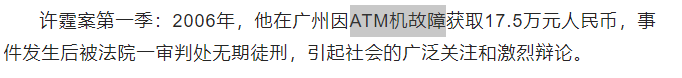 许霆案第一季：2006年，他在广州因ATM机故障获取17.5万元人民币，事
件发生后被法院一审判处无期徒刑，引起社会的广泛关注和激烈辩论。